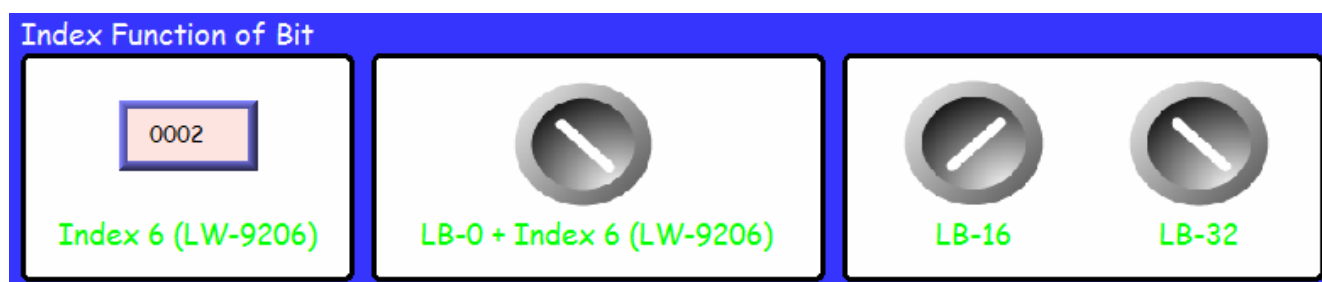 Index Function of Bit
0002
Index 6 (LW-9206)
LB-0 + Index 6 (LW-9206)
LB-16
LB-32